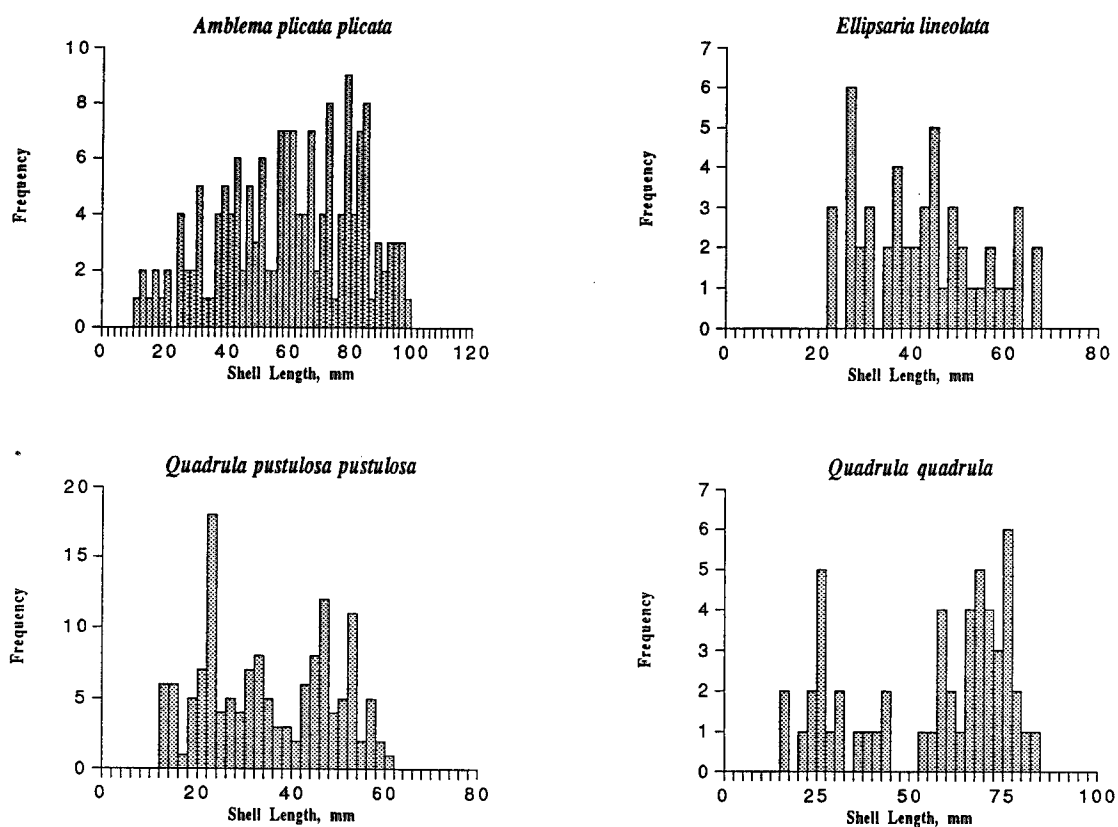 Amblema plicata plicata
10
8
6
4
2
0
Frequency
0 20 40 60 80 100 120
Shell Length, mm
Ellipsaria lineolata
7
6
5
4
3
2
1
0
Frequency
0 20 40 60 80
Shell Length, mm
Quadrula pustulosa pustulosa
20
15
10
5
0
Frequency
0 20 40 60 80
Shell Length, mm
Quadrula quadrula
7
6
5
4
3
2
1
0
Frequency
0 25 50 75 100
Shell Length, mm